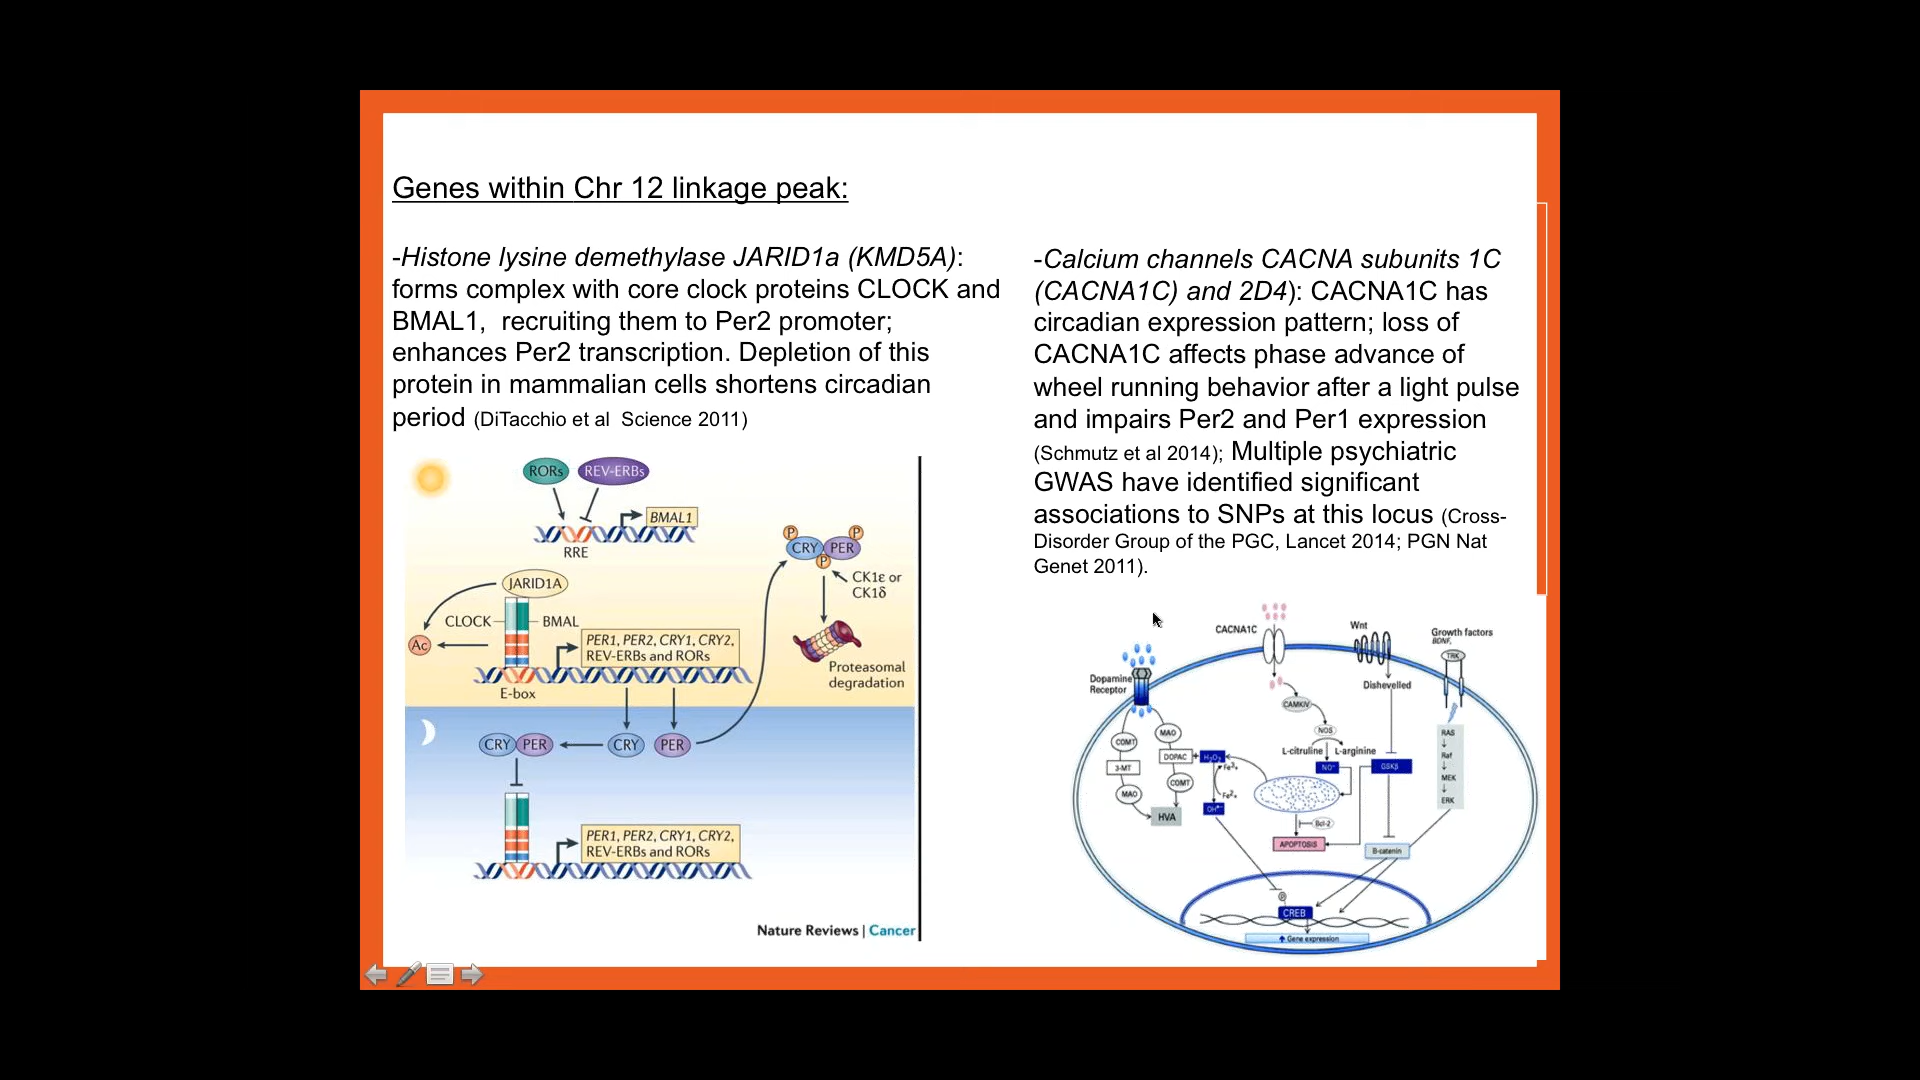 Genes within Chr 12 linkage peak:
-Histone lysine demethylase JARID1a (KMD5A):
forms complex with core clock proteins CLOCK and
BMAL1,  recruiting them to Per2 promoter;
enhances Per2 transcription. Depletion of this
protein in mammalian cells shortens circadian
period (DiTacchio et al  Science 2011)
-Calcium channels CACNA subunits 1C
(CACNA1C) and 2D4): CACNA1C has
circadian expression pattern; loss of
CACNA1C affects phase advance of
wheel running behavior after a light pulse
and impairs Per2 and Per1 expression
(Schmutz et al 2014); Multiple psychiatric
GWAS have identified significant
associations to SNPs at this locus (Cross-
Disorder Group of the PGC, Lancet 2014; PGN Nat
Genet 2011).
RORs
REV-ERBs
BMAL1
RRE
P
P
CRY
PER
P
CK1ε or
CK1δ
JARID1A
CLOCK
BMAL
Ac
PER1, PER2, CRY1, CRY2,
REV-ERBs and RORs
E-box
Proteasomal
degradation
CRY
PER
CRY
PER
PER1, PER2, CRY1, CRY2,
REV-ERBs and RORs
Nature Reviews | Cancer
CACNA1C
Wnt
Growth factors
BDNF,
TRK
Dopamine
Receptor
Dishevelled
CAMKIV
NOS
L-citruline
L-arginine
NO
GSKβ
COMT
MAO
DOPAC
+
H2O2
Fe3+
3-MT
COMT
MAO
Fe2+
OH
HVA
RAS
Raf
MEK
ERK
Bcl-2
APOPTOSIS
B-catenin
P
CREB
Gene expression